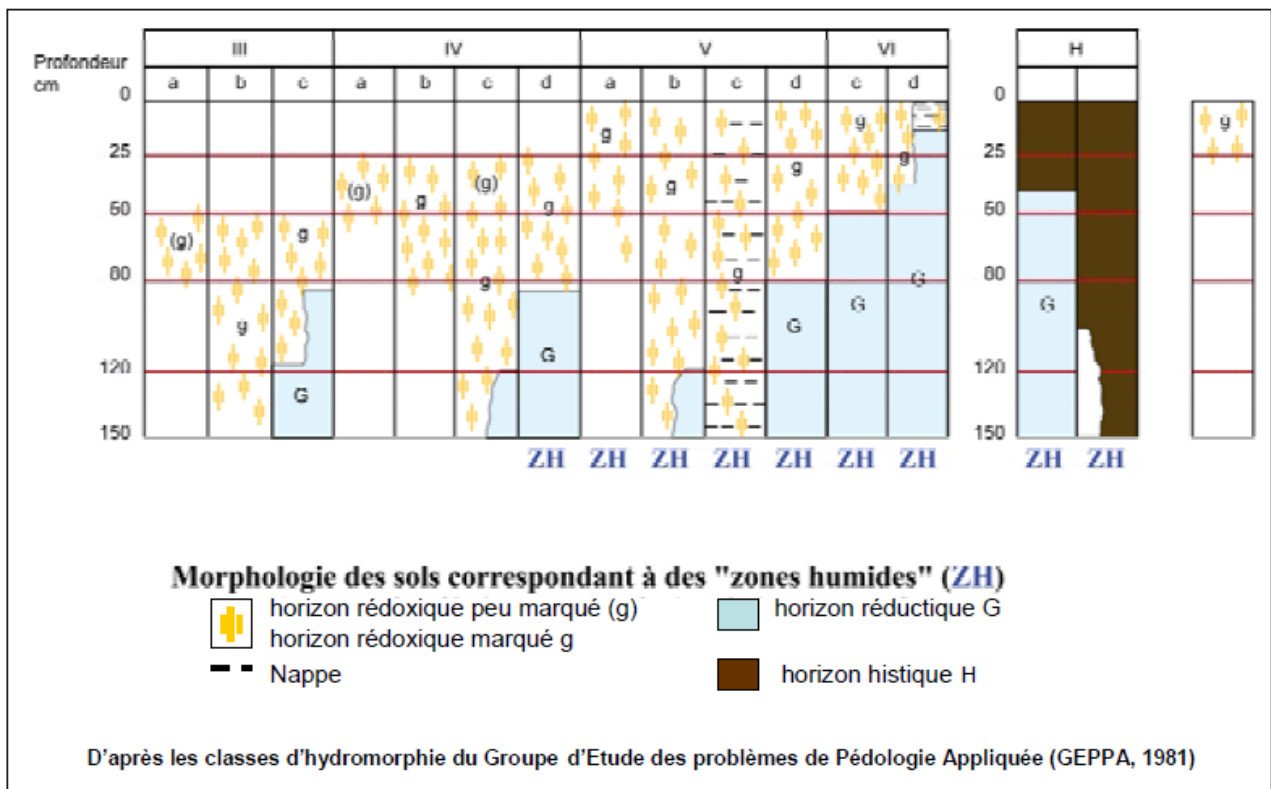 III IV V VI H
Profondeur
cm
a b c a b c d a b c d c d
0 0
g g g g
25 25
(g) g (g) g g g
50 50
(g) g g
80 80
g g g G G G G
120 120
G G
150 150
ZH ZH ZH ZH ZH ZH ZH ZH ZH
Morphologie des sols correspondant à des "zones humides" (ZH)
horizon rédoxique peu marqué (g) horizon réductique G
horizon rédoxique marqué g
Nappe horizon histique H
D'après les classes d'hydromorphie du Groupe d'Etude des problèmes de Pédologie Appliquée (GEPPA, 1981)